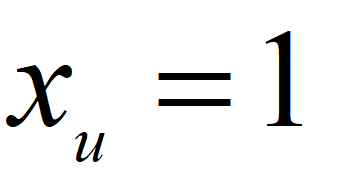 x_u = 1